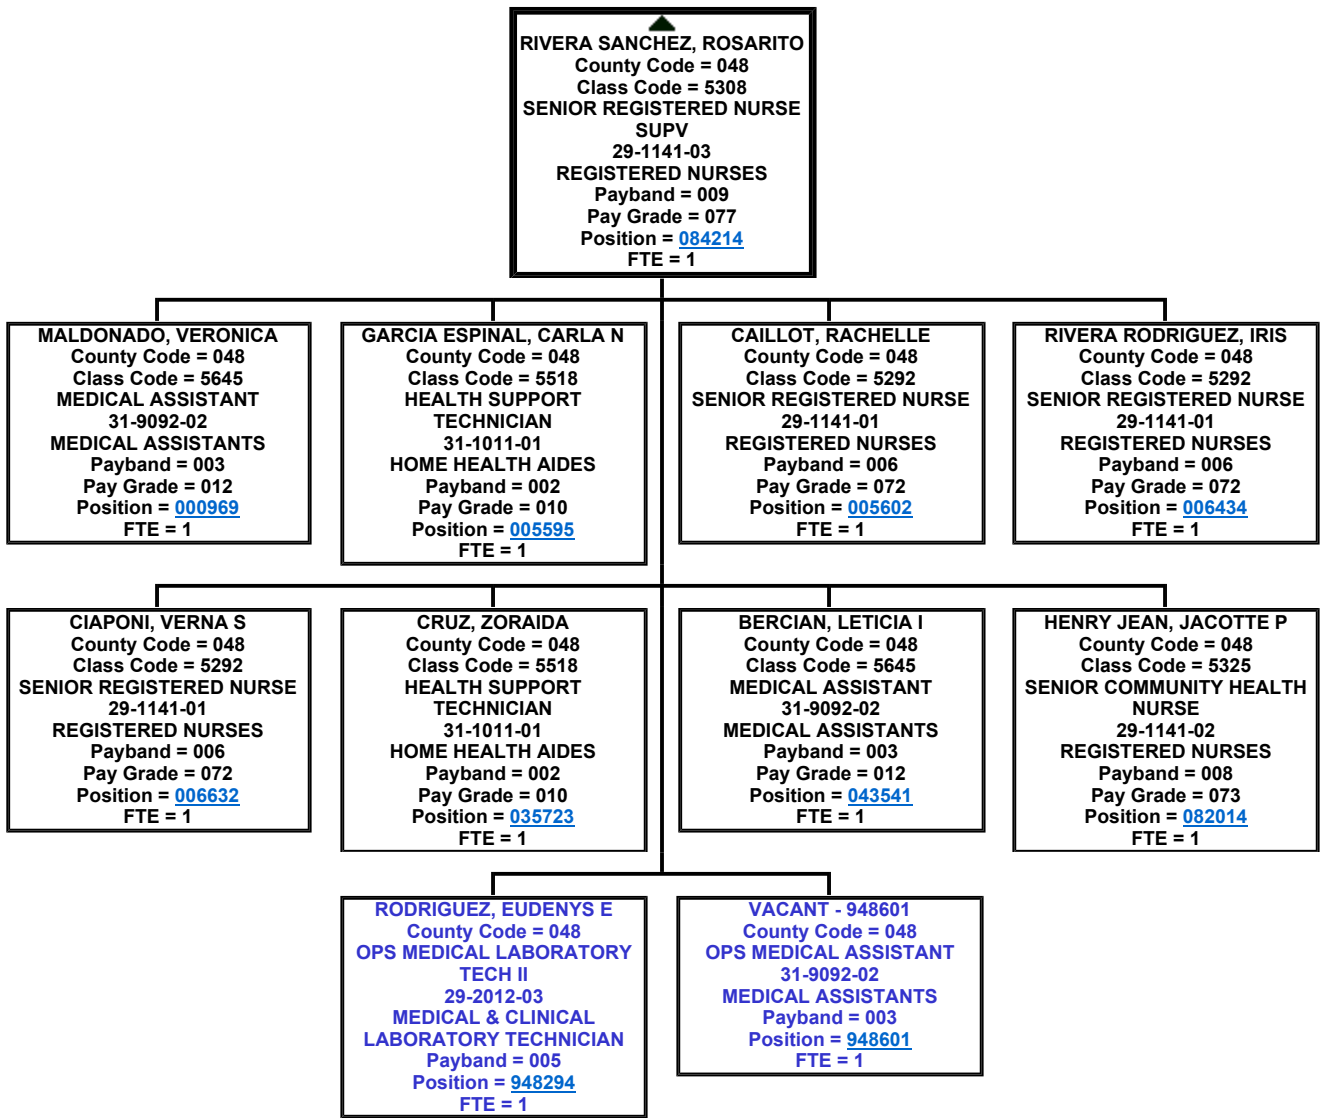 RIVERA SANCHEZ, ROSARITO
County Code = 048
Class Code = 5308
SENIOR REGISTERED NURSE
SUPV
29-1141-03
REGISTERED NURSES
Payband = 009
Pay Grade = 077
Position = 084214
FTE = 1
MALDONADO, VERONICA
County Code = 048
Class Code = 5645
MEDICAL ASSISTANT
31-9092-02
MEDICAL ASSISTANTS
Payband = 003
Pay Grade = 012
Position = 000969
FTE = 1
GARCIA ESPINAL, CARLA N
County Code = 048
Class Code = 5518
HEALTH SUPPORT
TECHNICIAN
31-1011-01
HOME HEALTH AIDES
Payband = 002
Pay Grade = 010
Position = 005595
FTE = 1
CAILLOT, RACHELLE
County Code = 048
Class Code = 5292
SENIOR REGISTERED NURSE
29-1141-01
REGISTERED NURSES
Payband = 006
Pay Grade = 072
Position = 005602
FTE = 1
RIVERA RODRIGUEZ, IRIS
County Code = 048
Class Code = 5292
SENIOR REGISTERED NURSE
29-1141-01
REGISTERED NURSES
Payband = 006
Pay Grade = 072
Position = 006434
FTE = 1
CIAPONI, VERNA S
County Code = 048
Class Code = 5292
SENIOR REGISTERED NURSE
29-1141-01
REGISTERED NURSES
Payband = 006
Pay Grade = 072
Position = 006632
FTE = 1
CRUZ, ZORAIDA
County Code = 048
Class Code = 5518
HEALTH SUPPORT
TECHNICIAN
31-1011-01
HOME HEALTH AIDES
Payband = 002
Pay Grade = 010
Position = 035723
FTE = 1
BERCIAN, LETICIA I
County Code = 048
Class Code = 5645
MEDICAL ASSISTANT
31-9092-02
MEDICAL ASSISTANTS
Payband = 003
Pay Grade = 012
Position = 043541
FTE = 1
HENRY JEAN, JACOTTE P
County Code = 048
Class Code = 5325
SENIOR COMMUNITY HEALTH
NURSE
29-1141-02
REGISTERED NURSES
Payband = 008
Pay Grade = 073
Position = 082014
FTE = 1
RODRIGUEZ, EUDENYS E
County Code = 048
OPS MEDICAL LABORATORY
TECH II
29-2012-03
MEDICAL & CLINICAL
LABORATORY TECHNICIAN
Payband = 005
Position = 948294
FTE = 1
VACANT - 948601
County Code = 048
OPS MEDICAL ASSISTANT
31-9092-02
MEDICAL ASSISTANTS
Payband = 003
Position = 948601
FTE = 1